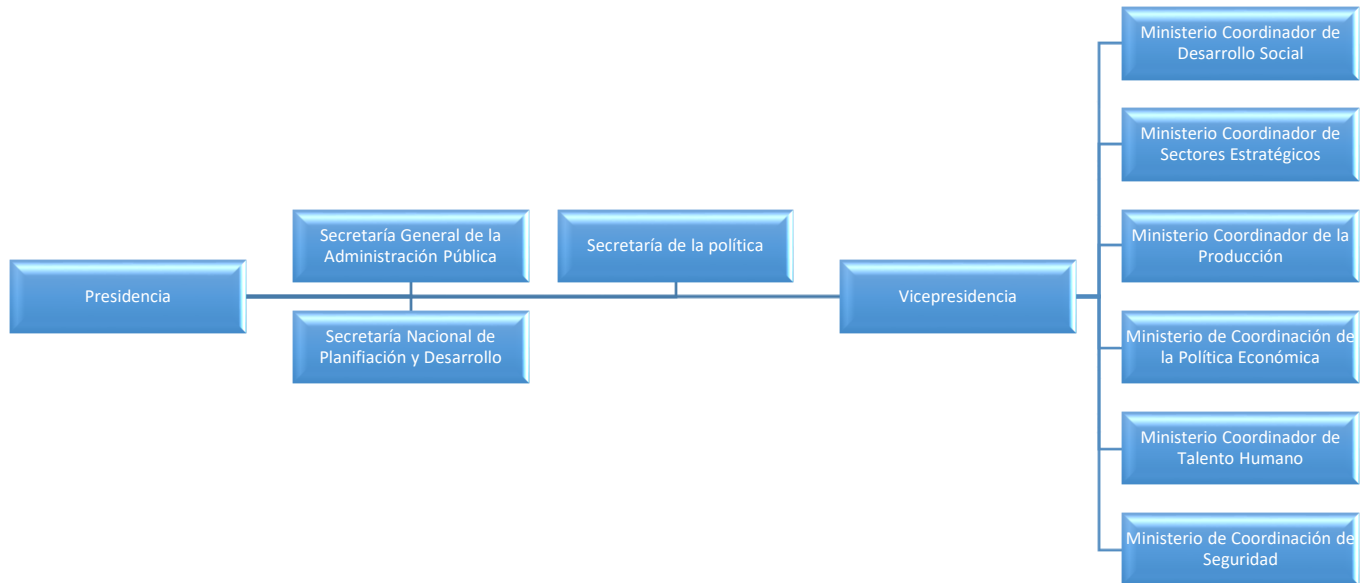 Presidencia
Secretaría General de la
Administración Pública
Secretaría Nacional de
Planifiación y Desarrollo
Secretaría de la política
Vicepresidencia
Ministerio Coordinador de
Desarrollo Social
Ministerio Coordinador de
Sectores Estratégicos
Ministerio Coordinador de la
Producción
Ministerio de Coordinación de
la Política Económica
Ministerio Coordinador de
Talento Humano
Ministerio de Coordinación de
Seguridad